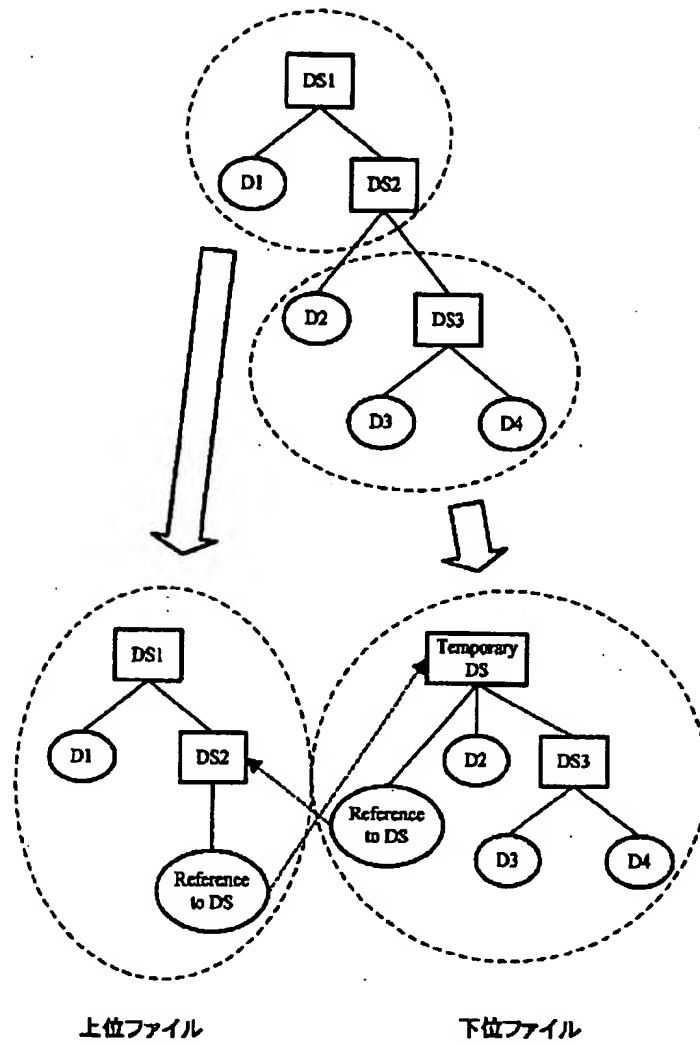 DS1
D1
DS2
D2
DS3
D3
D4
DS1
Temporary
DS
D1
DS2
D2
DS3
Reference
to DS
Reference
to DS
D3
D4
上位ファイル
下位ファイル